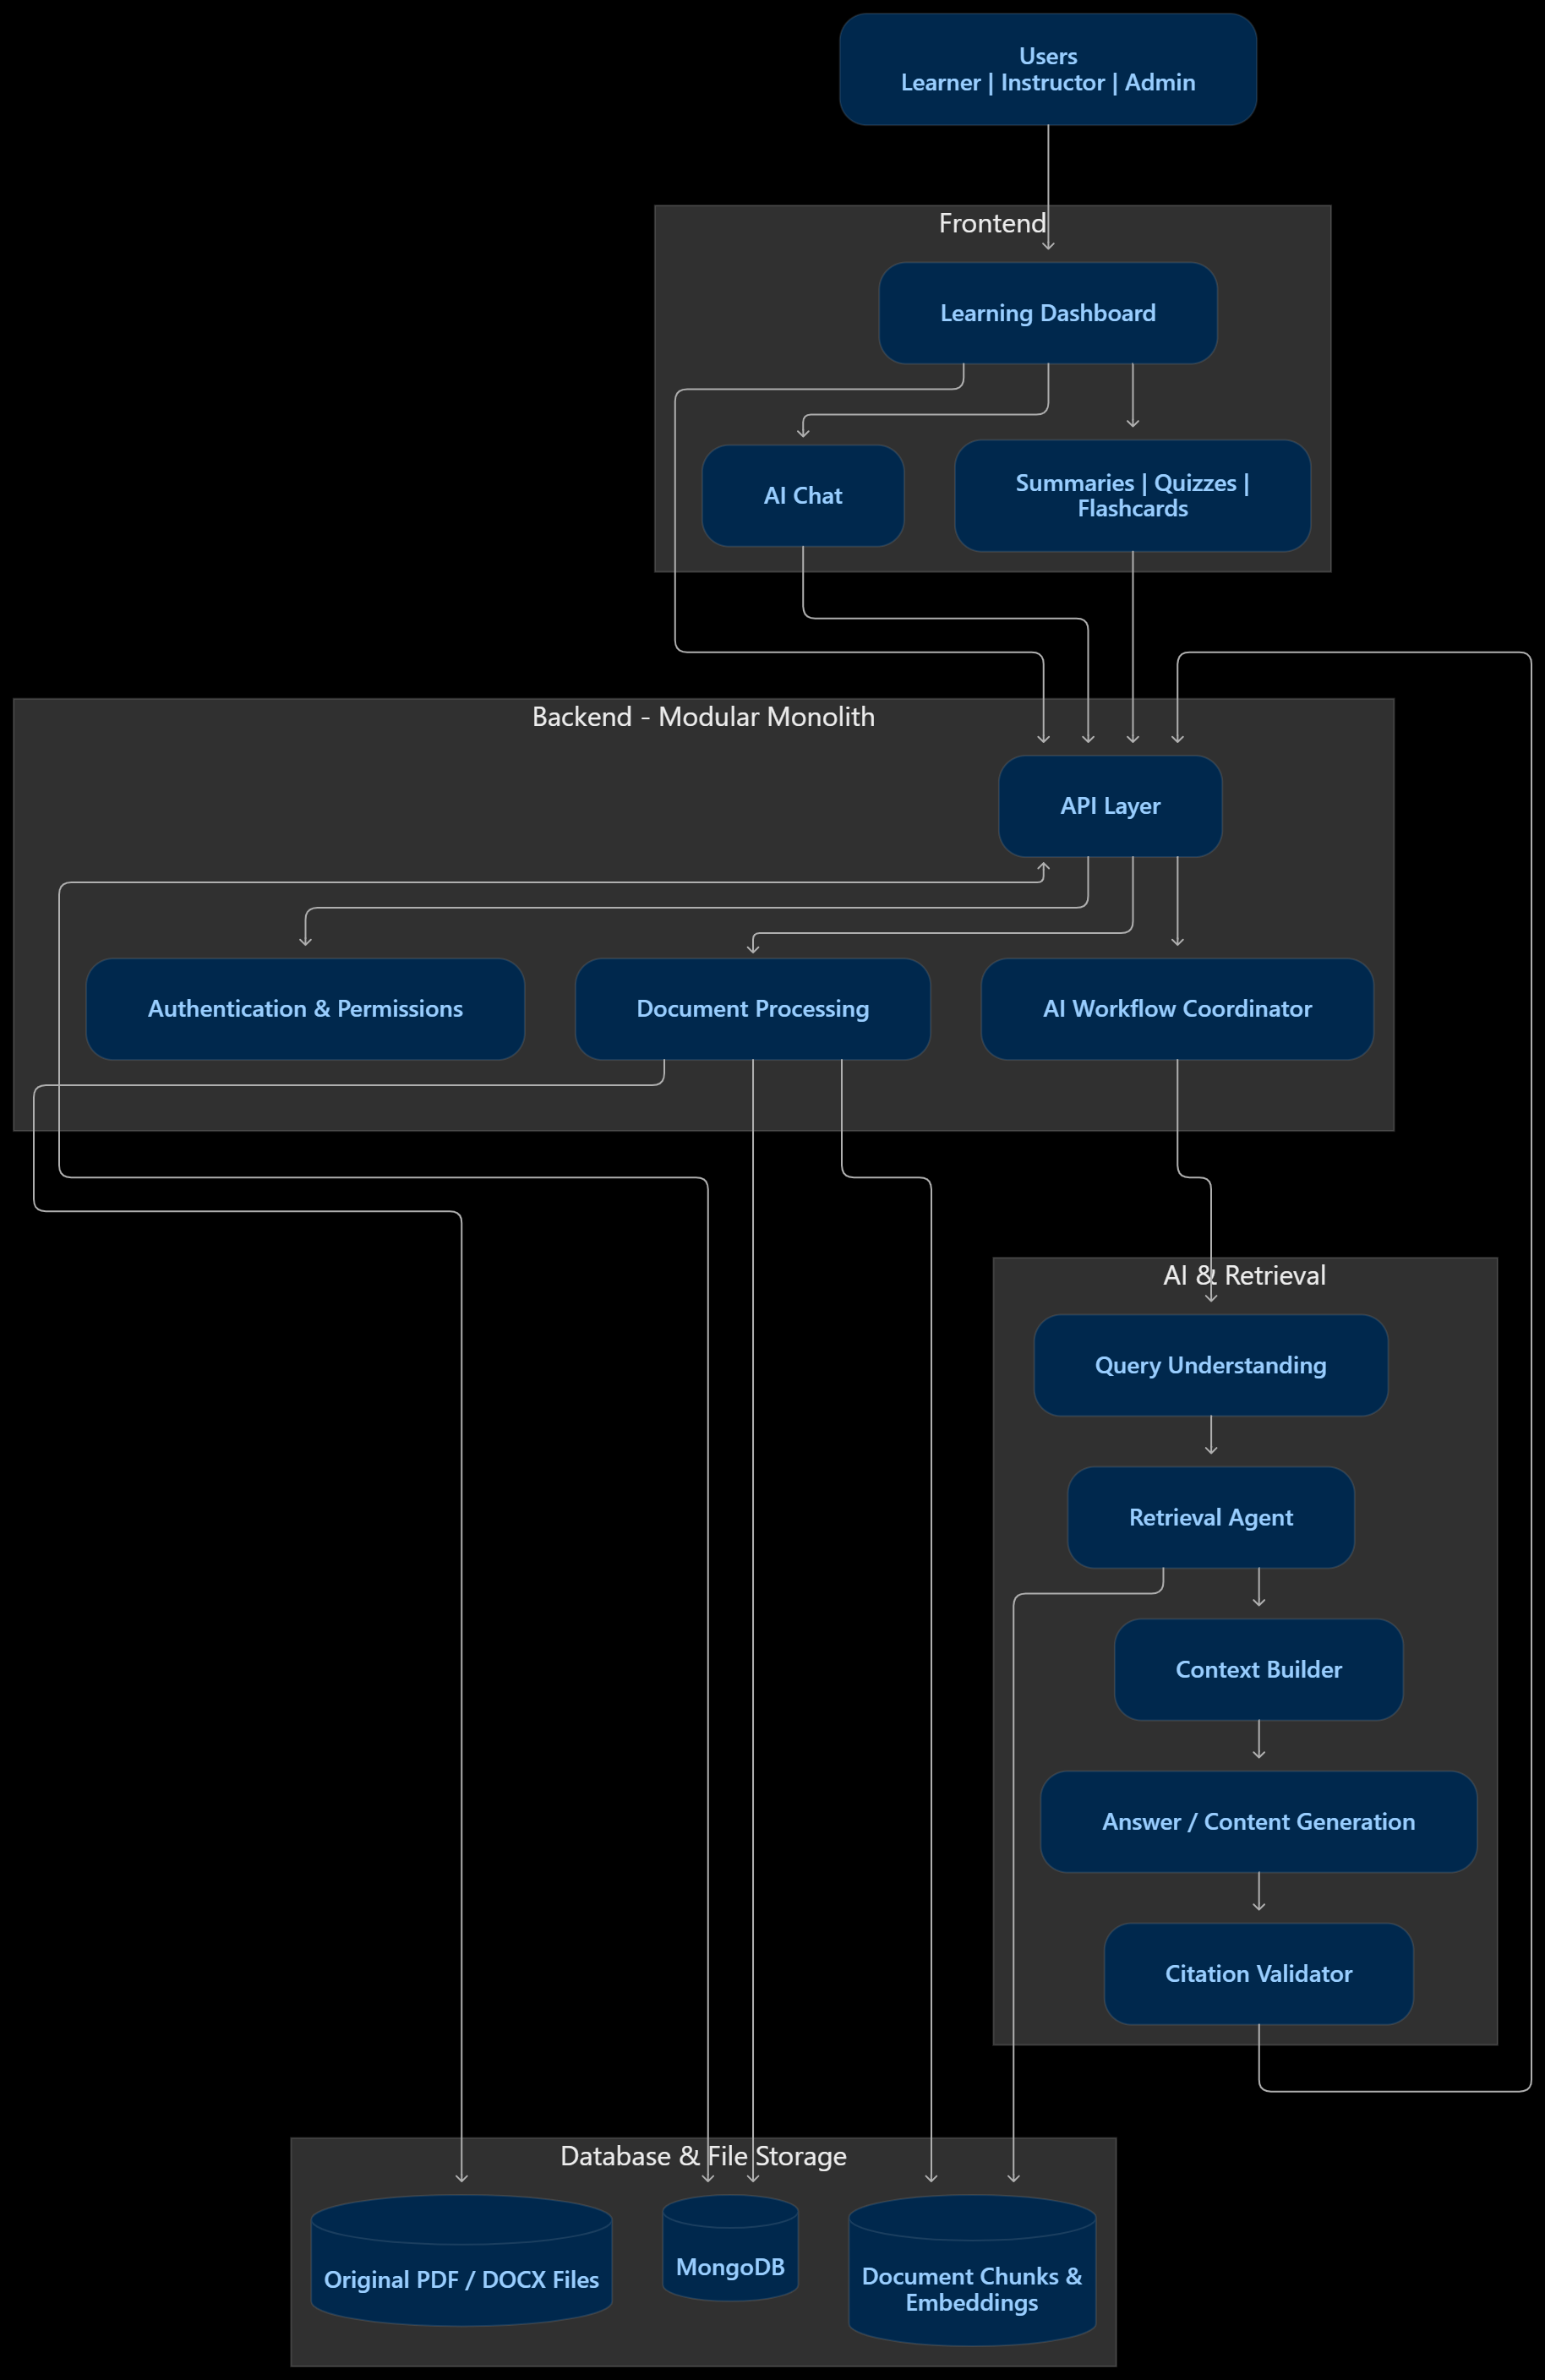 Users
Learner | Instructor | Admin
Frontend
Learning Dashboard
AI Chat
Summaries | Quizzes |
Flashcards
Backend - Modular Monolith
API Layer
Authentication & Permissions
Document Processing
AI Workflow Coordinator
AI & Retrieval
Query Understanding
Retrieval Agent
Context Builder
Answer / Content Generation
Citation Validator
Database & File Storage
Original PDF / DOCX Files
MongoDB
Document Chunks &
Embeddings